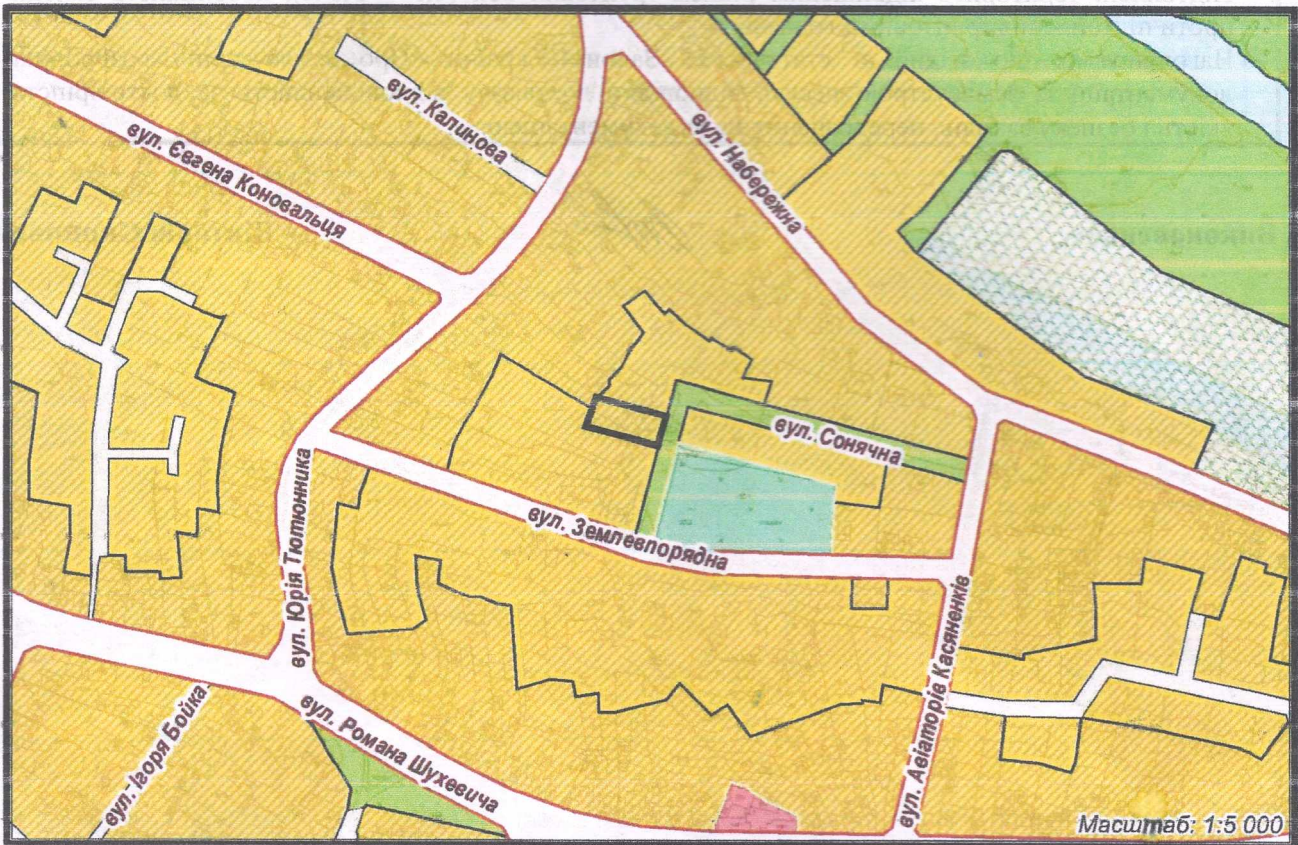 вул. Калинова
вул. Євгена Коновальця
вул. Набережна
вул. Сонячна
вул. Землевпорядна
вул. Юрія Тютюнника
вул. Авіаторів Касяненків
вул. Ігоря Бойка
вул. Романа Шухевича
Масштаб: 1:5 000